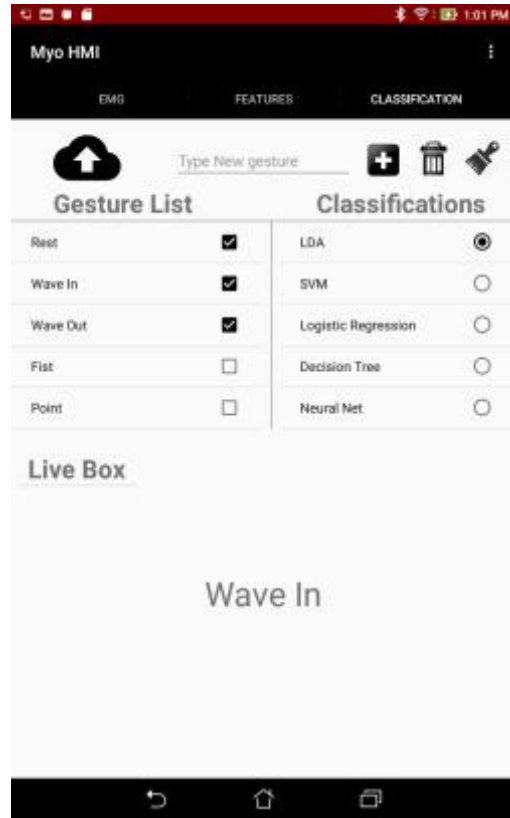 1:01 PM
Myo HMI
EMG FEATURES CLASSIFICATION
Type New gesture
Gesture List Classifications
Rest LDA
Wave In SVM
Wave Out Logistic Regression
Fist Decision Tree
Point Neural Net
Live Box
Wave In